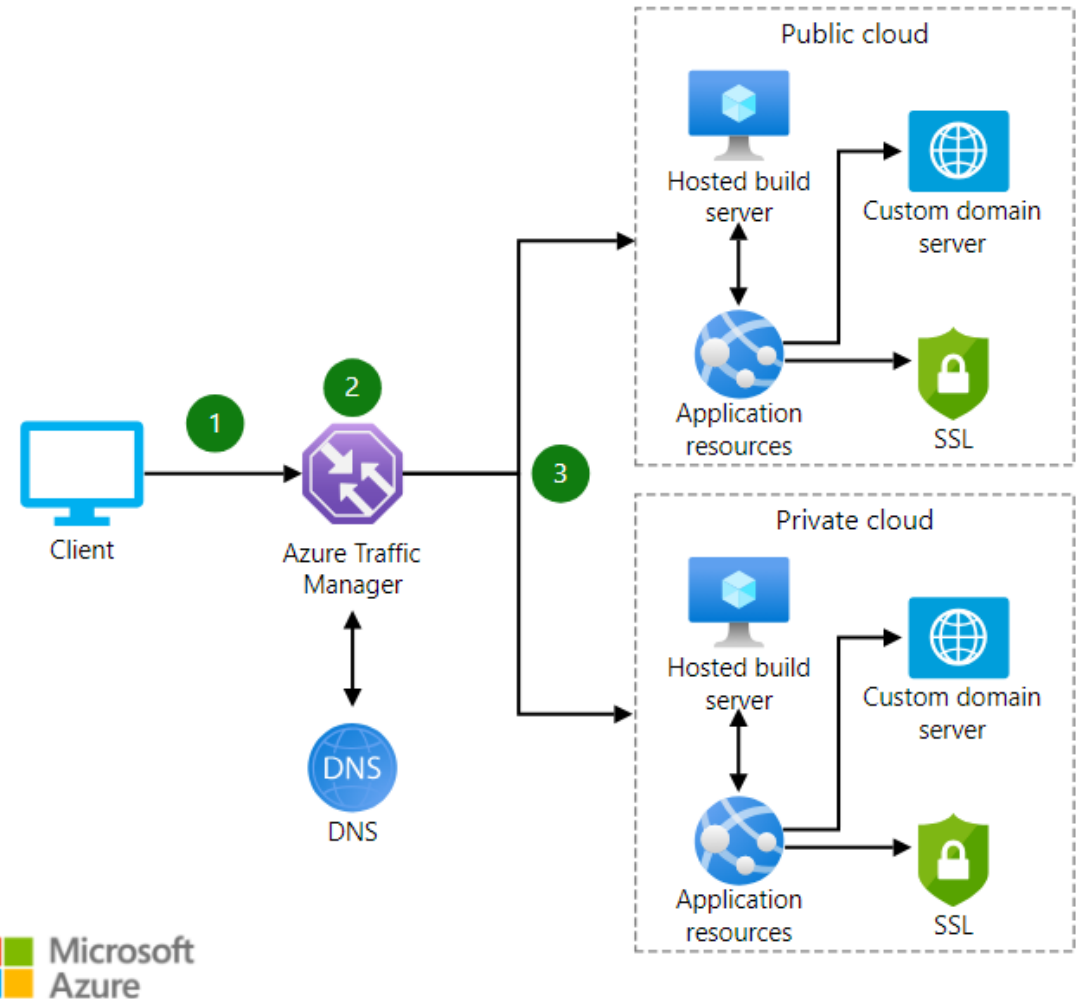 Public cloud
Hosted build
server
Custom domain
server
Application
resources
SSL
1
2
3
Client
Azure Traffic
Manager
DNS
DNS
Private cloud
Hosted build
server
Custom domain
server
Application
resources
SSL
Microsoft
Azure